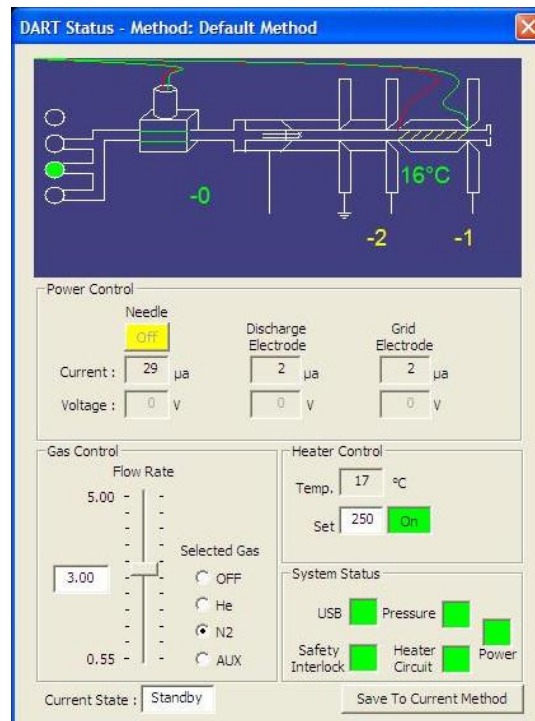 DART Status - Method: Default Method
16°C
-0
-2
-1
Power Control
Needle
Off
Discharge
Electrode
Grid
Electrode
Current : 29 µa 2 µa 2 µa
Voltage : 0 V 0 V 0 V
Gas Control
Flow Rate
5.00
3.00
0.55
Selected Gas
OFF
He
N2
AUX
Heater Control
Temp. 17 °C
Set 250 On
System Status
USB Pressure
Power
Safety
Interlock
Heater
Circuit
Current State : Standby
Save To Current Method